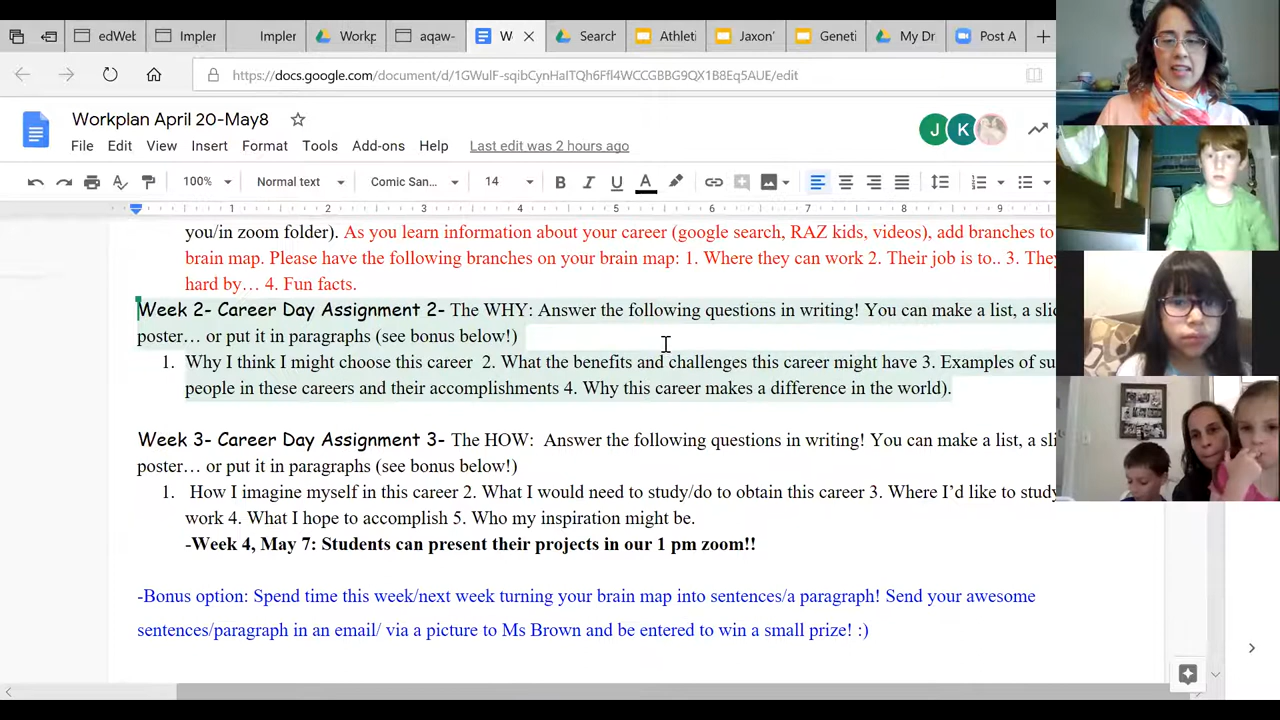 edWeb
Impler
Impler
Workp
aqaw-
W
Search
Athleti
Jaxon'
Geneti
My Dr
Post A
https://docs.google.com/document/d/1GWulF-sqibCynHaITQh6Ffl4WCCGBBG9QX1B8Eq5AUE/edit
Workplan April 20-May8
J K
File Edit View Insert Format Tools Add-ons Help Last edit was 2 hours ago
100% Normal text Comic San... 14 B I U A
1 2 3 4 5 6 7 8 9
you/in zoom folder). As you learn information about your career (google search, RAZ kids, videos), add branches to
brain map. Please have the following branches on your brain map: 1. Where they can work 2. Their job is to.. 3. They
hard by… 4. Fun facts.
Week 2- Career Day Assignment 2- The WHY: Answer the following questions in writing! You can make a list, a slid
poster… or put it in paragraphs (see bonus below!)
1. Why I think I might choose this career 2. What the benefits and challenges this career might have 3. Examples of su
people in these careers and their accomplishments 4. Why this career makes a difference in the world).
Week 3- Career Day Assignment 3- The HOW: Answer the following questions in writing! You can make a list, a slid
poster… or put it in paragraphs (see bonus below!)
1. How I imagine myself in this career 2. What I would need to study/do to obtain this career 3. Where I'd like to study
work 4. What I hope to accomplish 5. Who my inspiration might be.
-Week 4, May 7: Students can present their projects in our 1 pm zoom!!
-Bonus option: Spend time this week/next week turning your brain map into sentences/a paragraph! Send your awesome
sentences/paragraph in an email/ via a picture to Ms Brown and be entered to win a small prize! :)